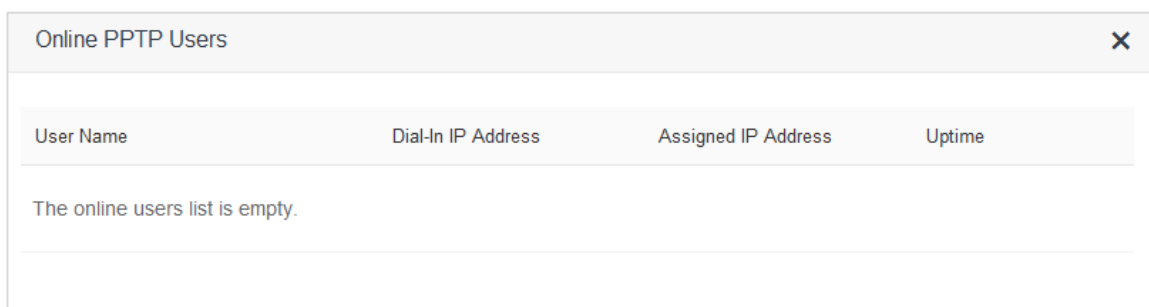 Online PPTP Users
User Name Dial-In IP Address Assigned IP Address Uptime
The online users list is empty.